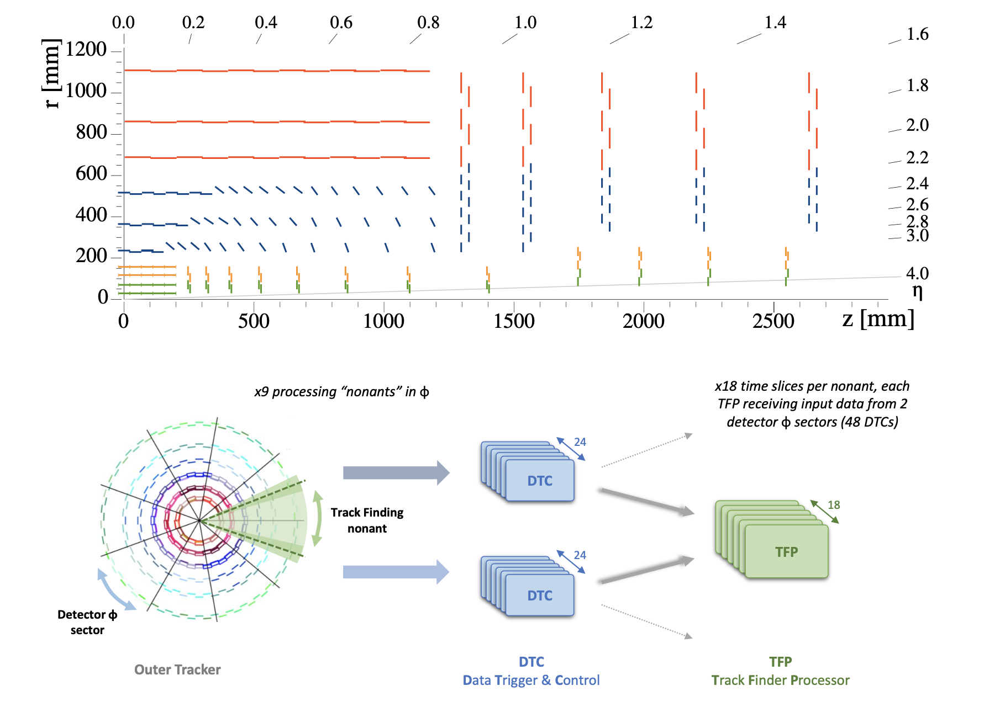 0.0 0.2 0.4 0.6 0.8 1.0 1.2 1.4
1.6
1.8
2.0
2.2
2.4
2.6
2.8
3.0
4.0
η
r [mm]
1200
1000
800
600
400
200
0
0 500 1000 1500 2000 2500 z [mm]
x9 processing “nonants” in ϕ
x18 time slices per nonant, each
TFP receiving input data from 2
detector ϕ sectors (48 DTCs)
24
DTC
Track Finding
nonant
18
TFP
24
DTC
Detector ϕ
sector
Outer Tracker
DTC
Data Trigger & Control
TFP
Track Finder Processor